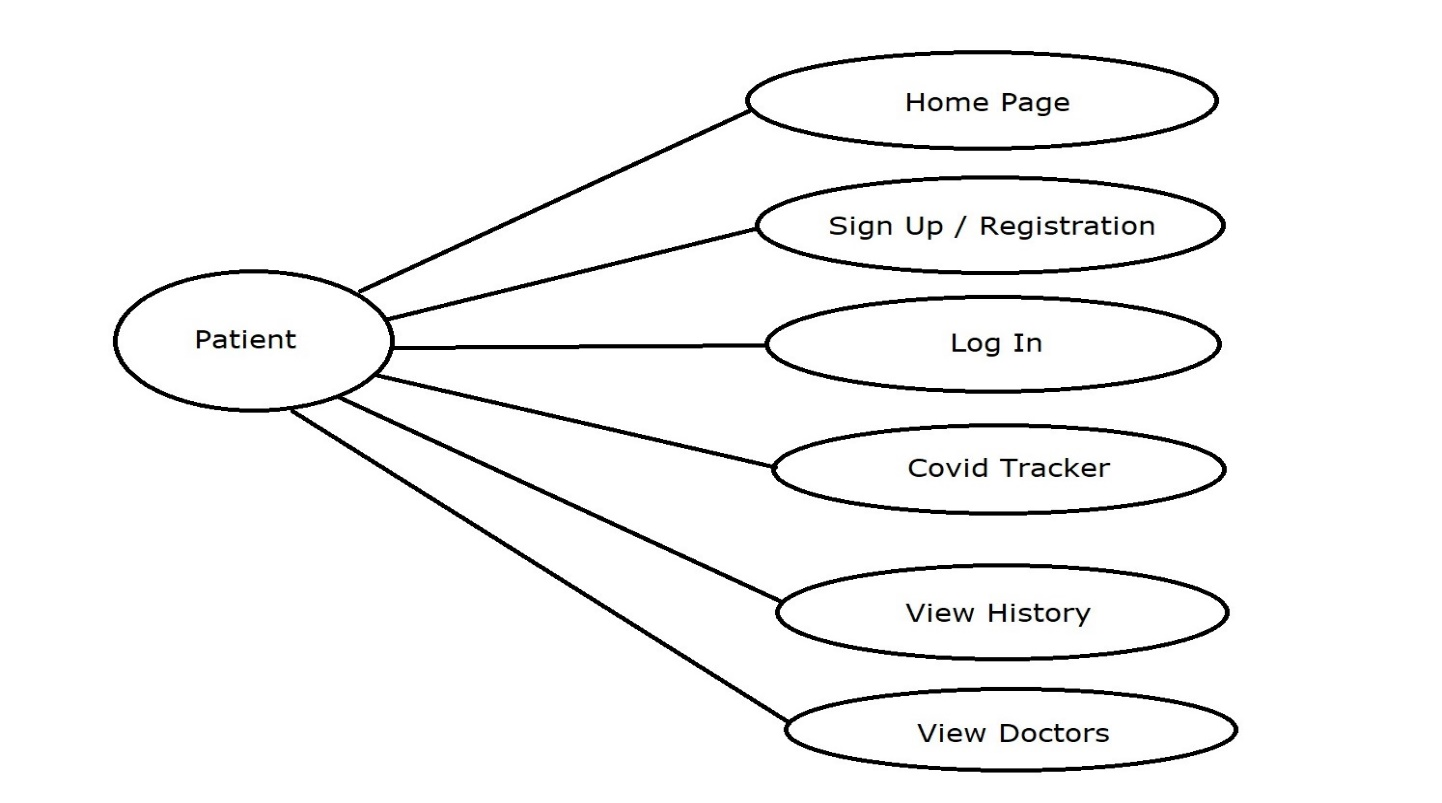 Home Page
Sign Up / Registration
Patient
Log In
Covid Tracker
View History
View Doctors